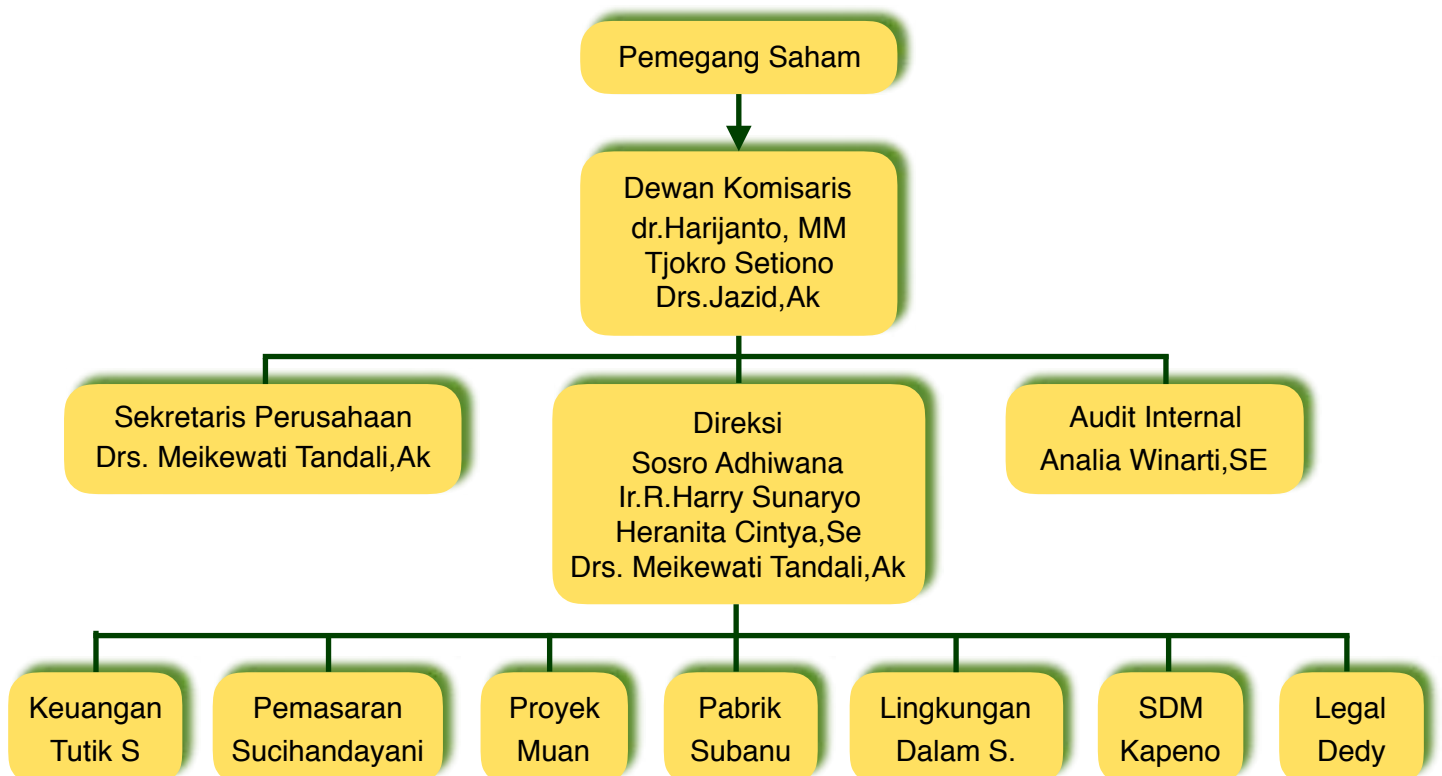 Pemegang Saham
Dewan Komisaris
dr.Harijanto, MM
Tjokro Setiono
Drs.Jazid,Ak
Sekretaris Perusahaan
Drs. Meikewati Tandali,Ak
Direksi
Sosro Adhiwana
Ir.R.Harry Sunaryo
Heranita Cintya,Se
Drs. Meikewati Tandali,Ak
Audit Internal
Analia Winarti,SE
Keuangan
Tutik S
Pemasaran
Sucihandayani
Proyek
Muan
Pabrik
Subanu
Lingkungan
Dalam S.
SDM
Kapeno
Legal
Dedy